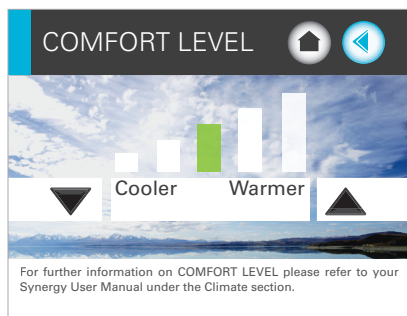 COMFORT LEVEL
Cooler Warmer
For further information on COMFORT LEVEL please refer to your
Synergy User Manual under the Climate section.